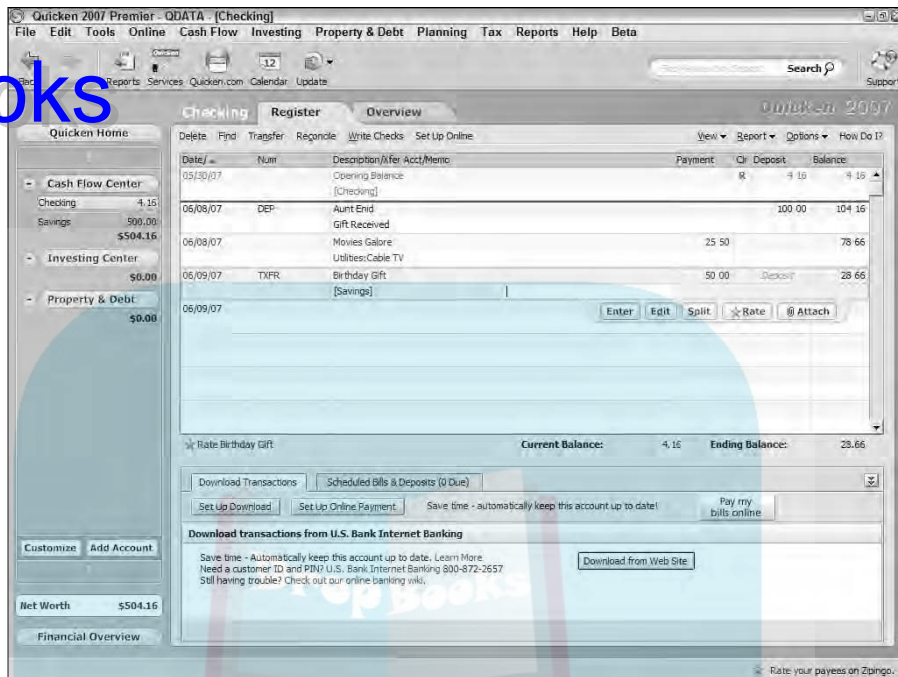 Quicken 2007 Premier - QDATA - [Checking]
File Edit Tools Online Cash Flow Investing Property & Debt Planning Tax Reports Help Beta
Back Reports Services Quicken.com Calendar Update Search Support
oks
Checking Register Overview Quicken 2007
Quicken Home
Delete Find Transfer Reconcile Write Checks Set Up Online View Report Options How Do I?
Date/ Num Description/Xfer Acct/Memo Payment Clr Deposit Balance
05/30/07 Opening Balance R 4 16 4 16
[Checking]
06/08/07 DEP Aunt Enid 100 00 104 16
Gift Received
06/08/07 Movies Galore 25 50 78 66
Utilities:Cable TV
06/09/07 TXFR Birthday Gift 50 00 Deposit 28 66
[Savings]
06/09/07 Enter Edit Split Rate Attach
- Cash Flow Center
Checking 4.16
Savings 500.00
$504.16
- Investing Center
$0.00
- Property & Debt
$0.00
Rate Birthday Gift Current Balance: 4.16 Ending Balance: 28.66
Download Transactions Scheduled Bills & Deposits (0 Due)
Set Up Download Set Up Online Payment Save time - automatically keep this account up to date! Pay my bills online
Download transactions from U.S. Bank Internet Banking
Save time - Automatically keep this account up to date. Learn More
Need a customer ID and PIN? U.S. Bank Internet Banking 800-872-2657
Still having trouble? Check out our online banking wiki.
Download from Web Site
Customize Add Account
Net Worth $504.16
Financial Overview
Drop Books
Rate your payees on Zipingo.